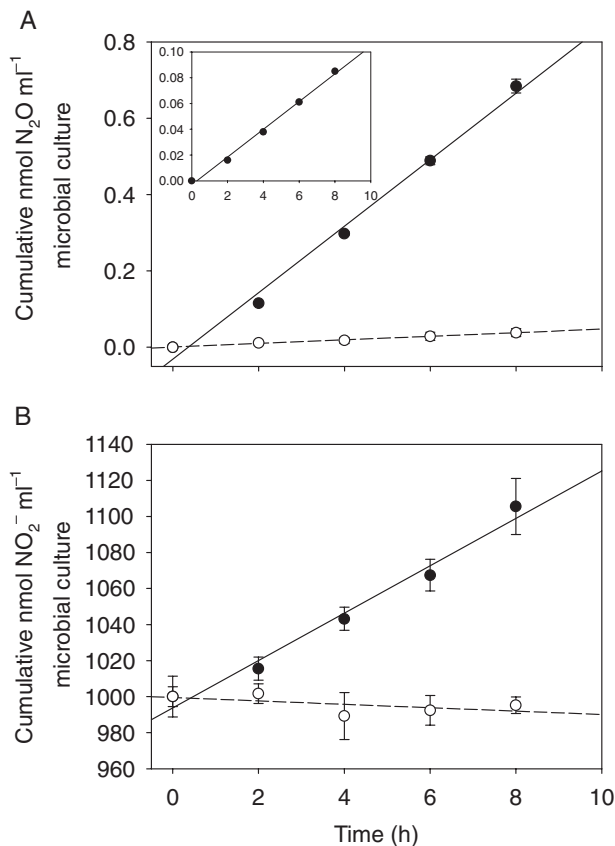 A
Cumulative nmol N₂O ml⁻¹
microbial culture
0.8
0.6
0.4
0.2
0.0
0.10
0.08
0.06
0.04
0.02
0.00
0 2 4 6 8 10
B
Cumulative nmol NO₂⁻ ml⁻¹
microbial culture
1140
1120
1100
1080
1060
1040
1020
1000
980
960
0 2 4 6 8 10
Time (h)